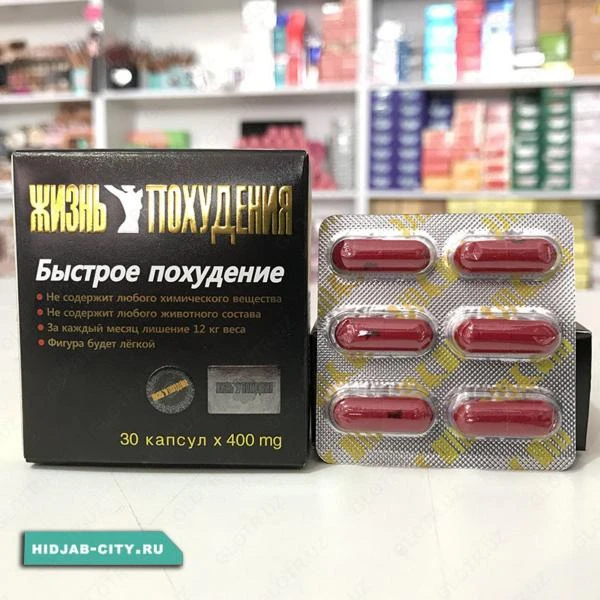 ЖИЗНЬ ПОХУДЕНИЯ
Быстрое похудение
• Не содержит любого химического вещества
• Не содержит любого животного состава
• За каждый месяц лишение 12 кг веса
• Фигура будет лёгкой
30 капсул x 400 mg
HIDJAB-CITY.RU